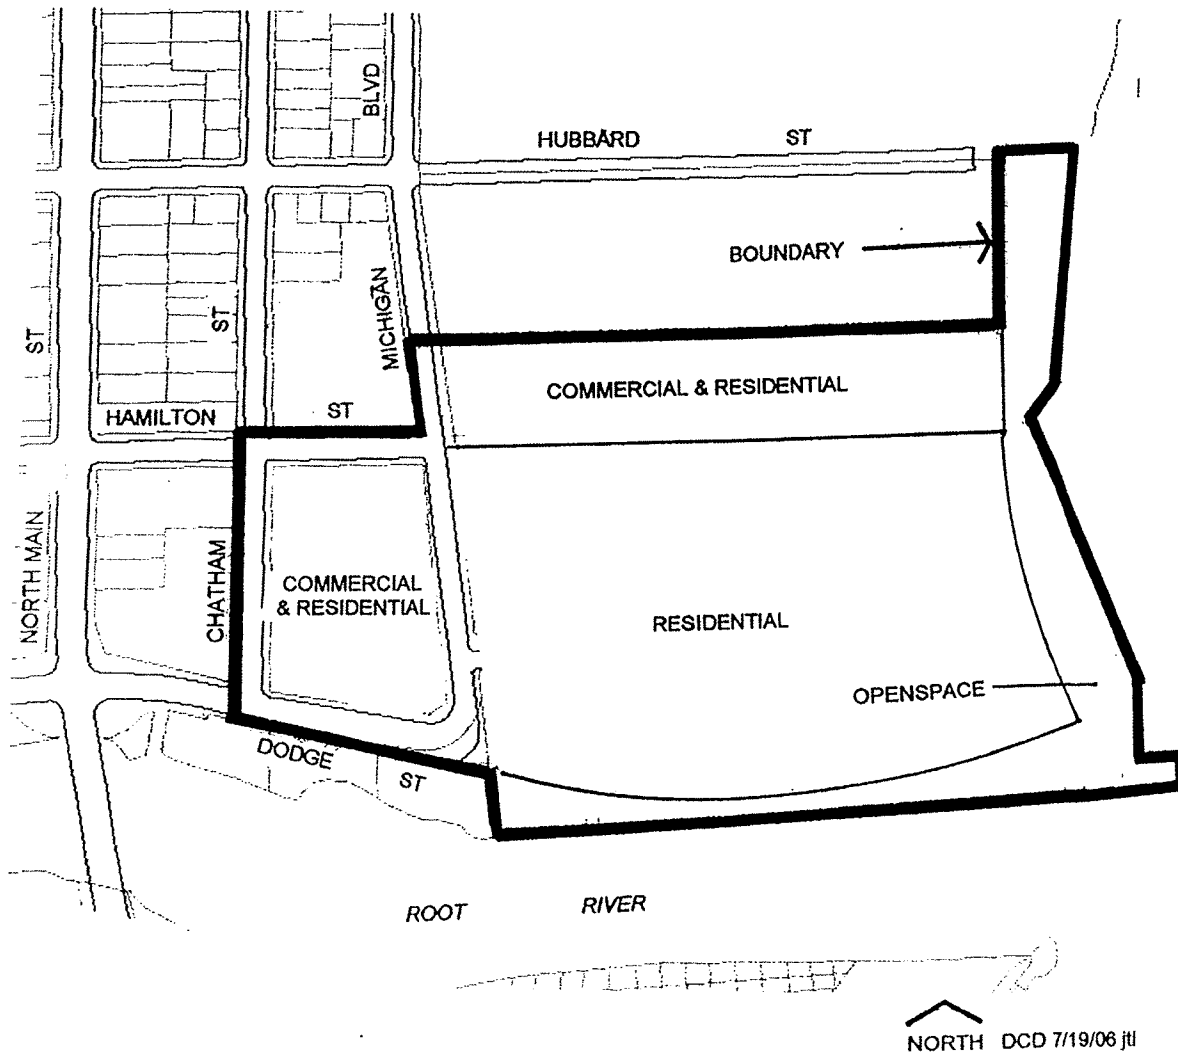 BLVD
HUBBARD ST
BOUNDARY
MICHIGAN
ST
ST
COMMERCIAL & RESIDENTIAL
HAMILTON ST
NORTH MAIN
CHATHAM
COMMERCIAL
& RESIDENTIAL
RESIDENTIAL
OPENSPACE
DODGE ST
ROOT RIVER
NORTH DCD 7/19/06 jtl